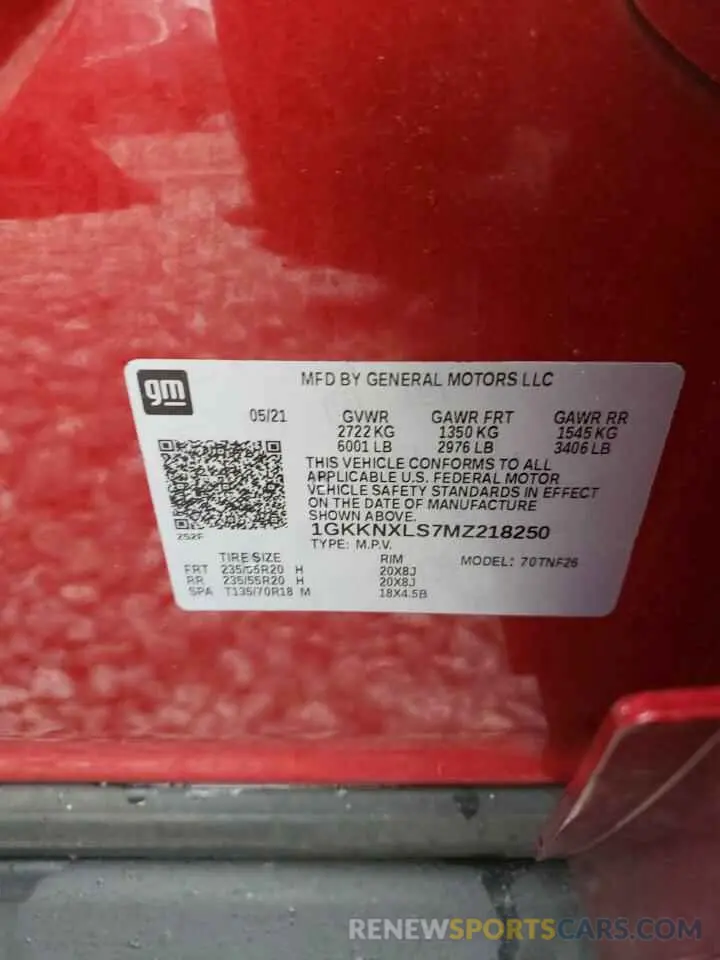 gm
MFD BY GENERAL MOTORS LLC
05/21 GVWR GAWR FRT GAWR RR
2722 KG 1350 KG 1545 KG
6001 LB 2976 LB 3406 LB
THIS VEHICLE CONFORMS TO ALL
APPLICABLE U.S. FEDERAL MOTOR
VEHICLE SAFETY STANDARDS IN EFFECT
ON THE DATE OF MANUFACTURE
SHOWN ABOVE.
1GKKNXLS7MZ218250
2S2F TYPE: M.P.V.
TIRE SIZE RIM MODEL: 70TNF26
FRT 235/55R20 H 20X8J
RR 235/55R20 H 20X8J
SPA T135/70R18 M 18X4.5B
RENEWSPORTSCARS.COM